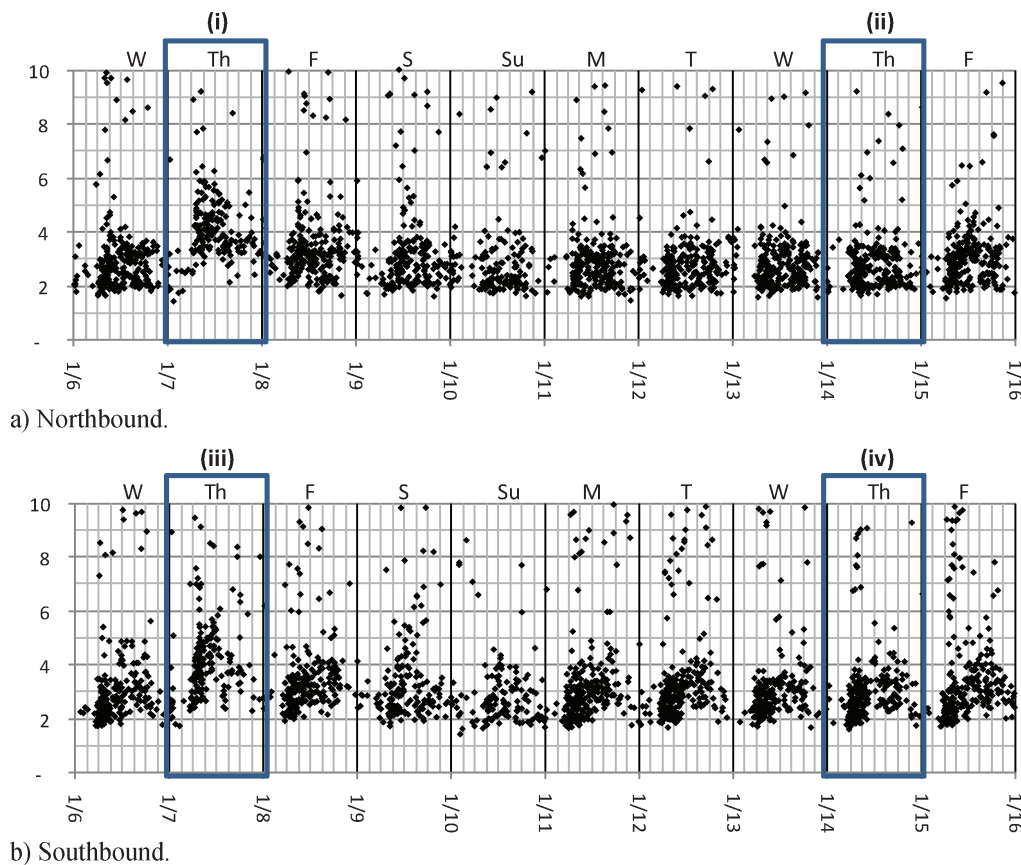 (i) (ii)
W Th F S Su M T W Th F
10
8
6
4
2
-
1/6 1/7 1/8 1/9 1/10 1/11 1/12 1/13 1/14 1/15 1/16
a) Northbound.
(iii) (iv)
W Th F S Su M T W Th F
10
8
6
4
2
-
1/6 1/7 1/8 1/9 1/10 1/11 1/12 1/13 1/14 1/15 1/16
b) Southbound.